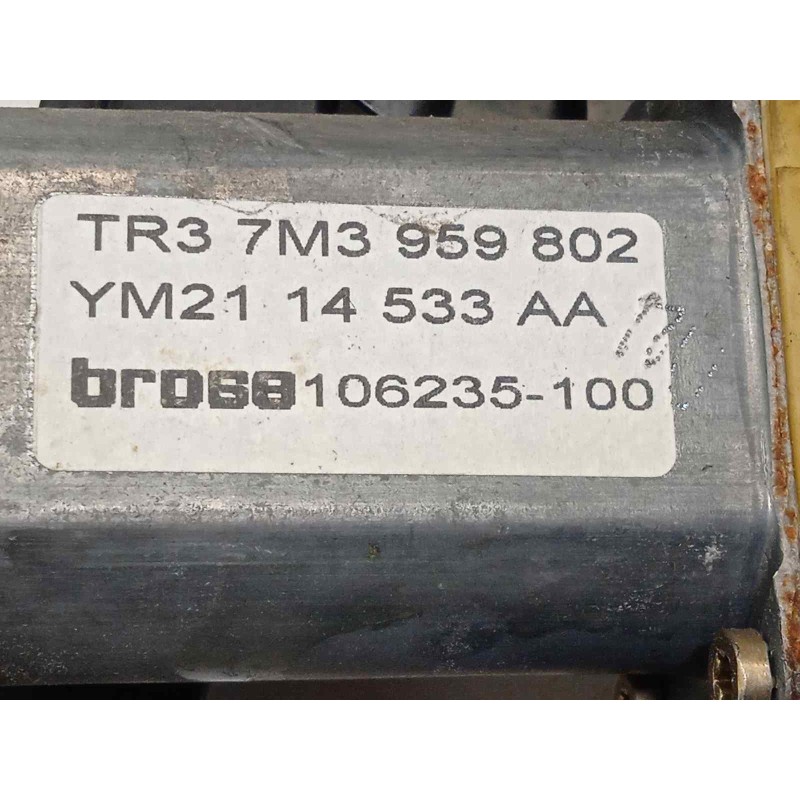 TR3 7M3 959 802
YM21 14 533 AA
brose 106235-100